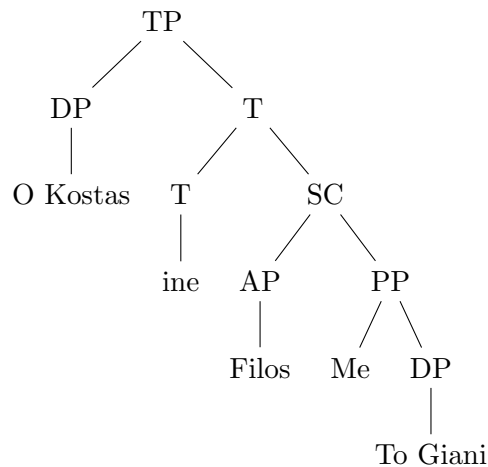 TP
DP T
O Kostas T SC
ine AP PP
Filos Me DP
To Giani